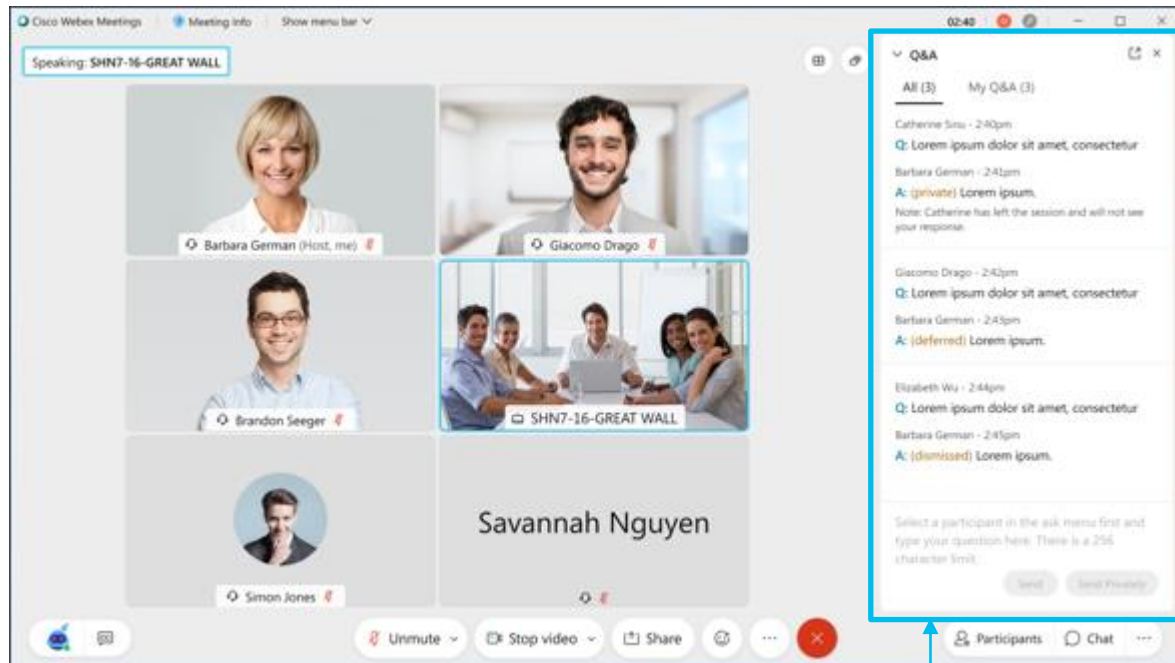 Cisco Webex Meetings
Meeting Info
Show menu bar
02:40
Speaking: SHN7-16-GREAT WALL
Barbara German (Host, me)
Giacomo Drago
Brandon Seeger
SHN7-16-GREAT WALL
Simon Jones
Savannah Nguyen
Unmute
Stop video
Share
Q&A
All (3)
My Q&A (3)
Catherine Sinu - 2:40pm
Q: Lorem ipsum dolor sit amet, consectetur
Barbara German - 2:41pm
A: (private) Lorem ipsum.
Note: Catherine has left the session and will not see
your response.
Giacomo Drago - 2:42pm
Q: Lorem ipsum dolor sit amet, consectetur
Barbara German - 2:43pm
A: (deferred) Lorem ipsum.
Elizabeth Wu - 2:44pm
Q: Lorem ipsum dolor sit amet, consectetur
Barbara German - 2:45pm
A: (dismissed) Lorem ipsum.
Select a participant in the ask menu first and
type your question here. There is a 256
character limit.
Send
Send Privately
Participants
Chat